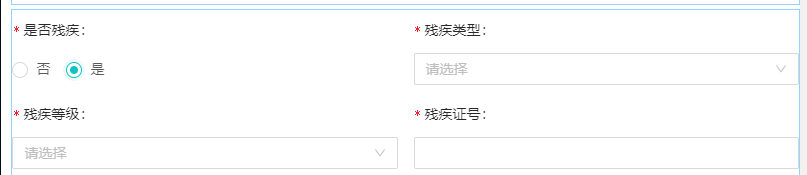 * 是否残疾：
* 残疾类型：
否 是
请选择
* 残疾等级：
* 残疾证号：
请选择